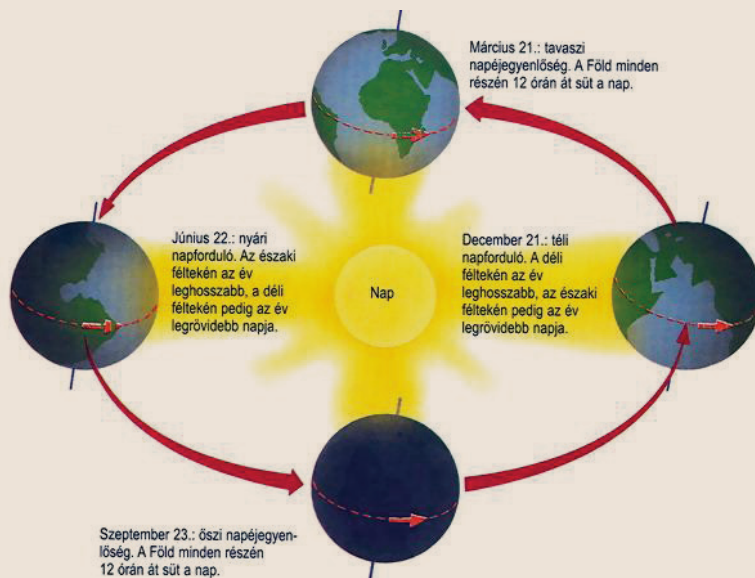 Március 21.: tavaszi
napéjegyenlőség. A Föld minden
részén 12 órán át süt a nap.
Június 22.: nyári
napforduló. Az északi
féltekén az év
leghosszabb, a déli
féltekén pedig az év
legrövidebb napja.
Nap
December 21.: téli
napforduló. A déli
féltekén az év
leghosszabb, az északi
féltekén pedig az év
legrövidebb napja.
Szeptember 23.: őszi napéjegyen-
lőség. A Föld minden részén
12 órán át süt a nap.